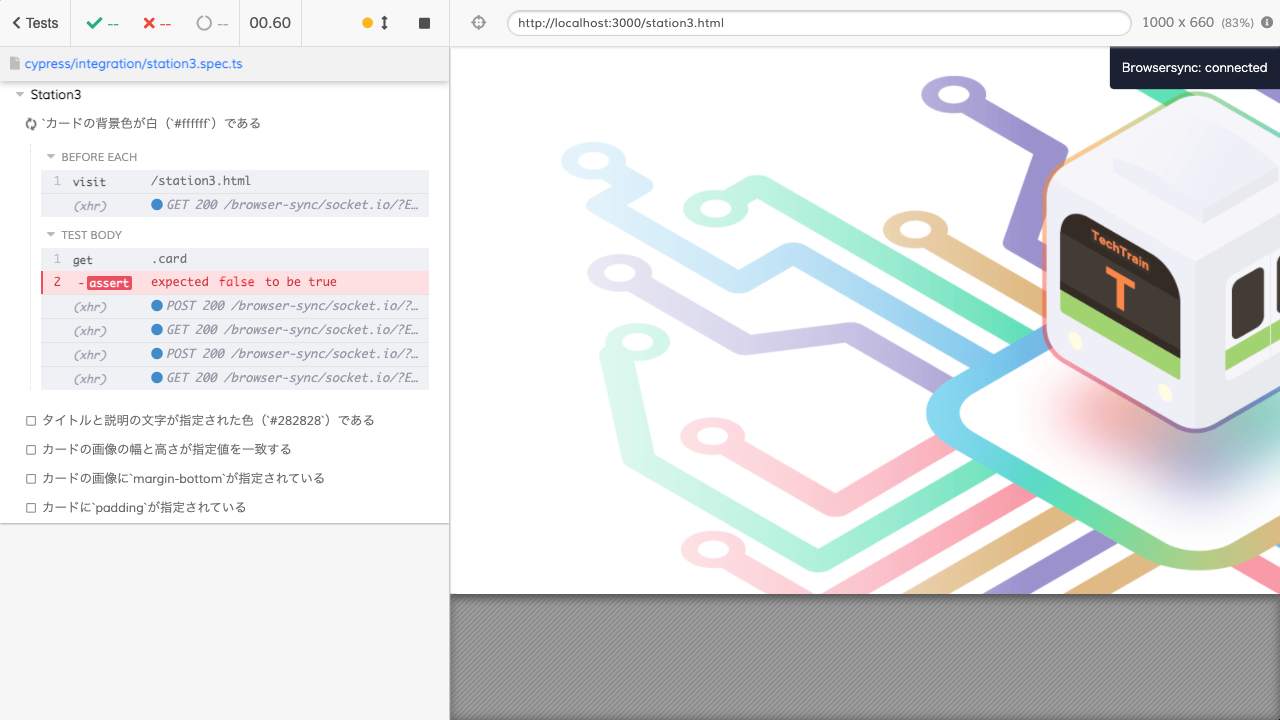 Tests
--
--
--
00.60
http://localhost:3000/station3.html
1000 x 660 (83%)
cypress/integration/station3.spec.ts
Browsersync: connected
Station3
`カードの背景色が白（`#ffffff`）である
BEFORE EACH
1 visit /station3.html
(xhr) GET 200 /browser-sync/socket.io/?E...
TEST BODY
1 get .card
2 -assert expected false to be true
(xhr) POST 200 /browser-sync/socket.io/?...
(xhr) GET 200 /browser-sync/socket.io/?E...
(xhr) POST 200 /browser-sync/socket.io/?...
(xhr) GET 200 /browser-sync/socket.io/?E...
タイトルと説明の文字が指定された色（`#282828`）である
カードの画像の幅と高さが指定値を一致する
カードの画像に`margin-bottom`が指定されている
カードに`padding`が指定されている
TechTrain
T